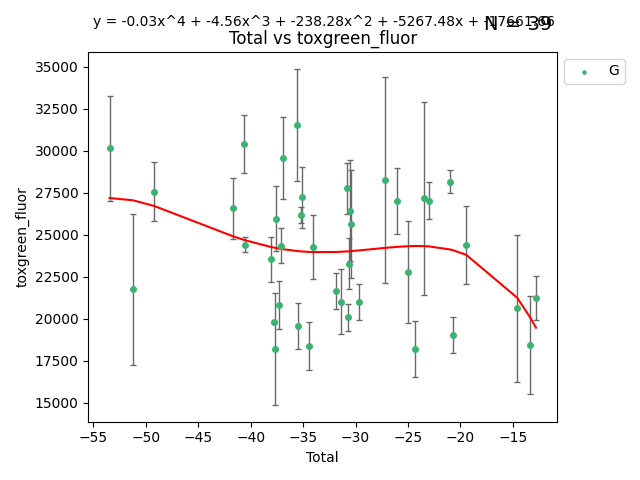 y = -0.03x^4 + -4.56x^3 + -238.28x^2 + -5267.48x +
N = 39
Total vs toxgreen_fluor
G
35000
32500
30000
27500
25000
22500
20000
17500
15000
toxgreen_fluor
−55 −50 −45 −40 −35 −30 −25 −20 −15
Total